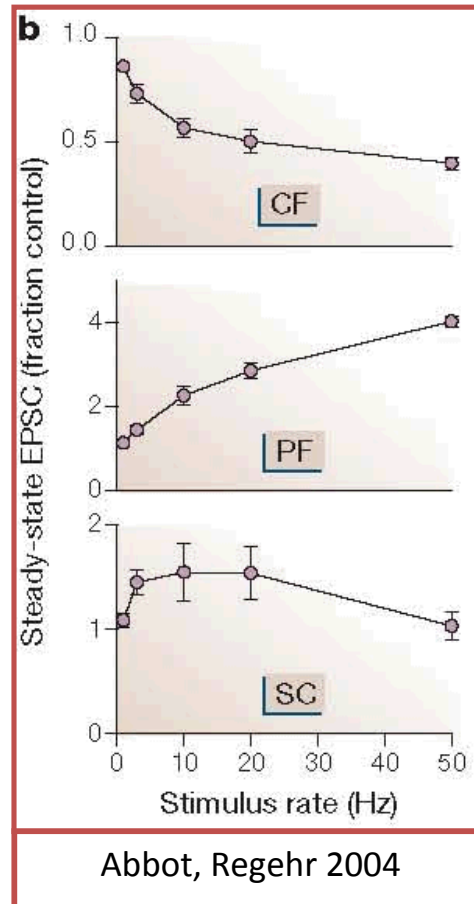 b
Steady-state EPSC (fraction control)
1.0
0.5
0.0
CF
4
2
0
PF
2
1
0
SC
0 10 20 30 40 50
Stimulus rate (Hz)
Abbot, Regehr 2004